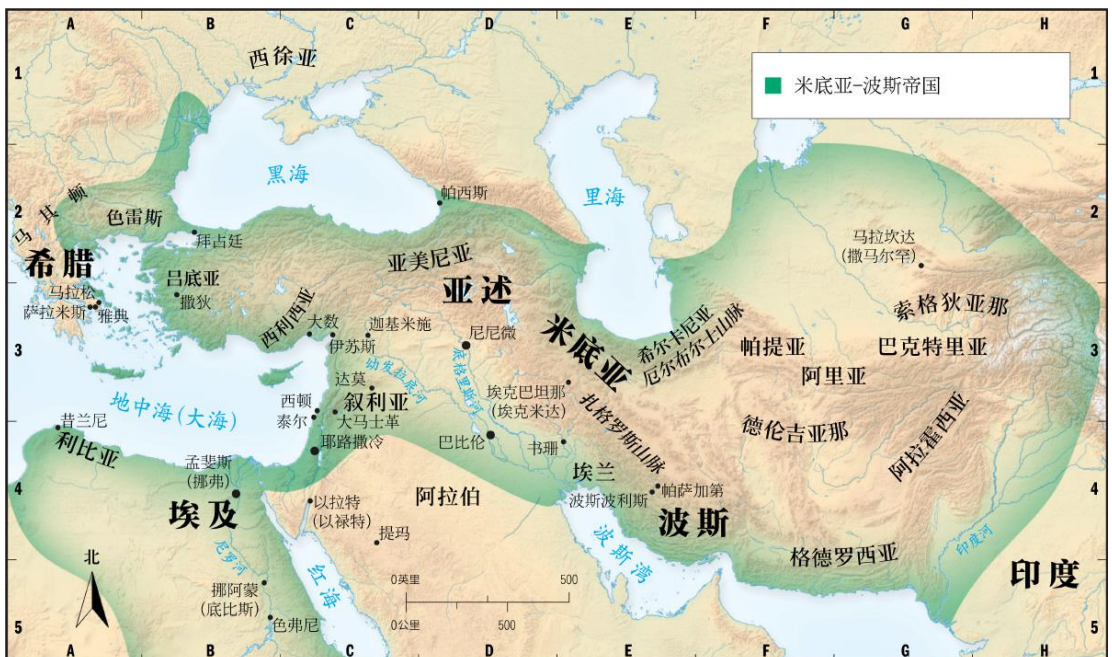 A B C D E F G H
1
2
3
4
5
1
2
3
4
5
A B C D E F G H
米底亚-波斯帝国
西徐亚
黑海
里海
帕西斯
马其顿
色雷斯
拜占廷
希腊
马拉松
萨拉米斯
雅典
吕底亚
撒狄
亚美尼亚
亚述
马拉坎达
(撒马尔罕)
索格狄亚那
西利西亚
大数
伊苏斯
迦基米施
尼尼微
米底亚
希尔卡尼亚
厄尔布尔士山脉
帕提亚
巴克特里亚
阿里亚
幼发拉底河
底格里斯河
达莫
叙利亚
埃克巴坦那
(埃克米达)
扎格罗斯山脉
德伦吉亚那
阿拉霍西亚
地中海(大海)
西顿
泰尔
大马士革
耶路撒冷
巴比伦
书珊
昔兰尼
利比亚
孟斐斯
(挪弗)
埃及
以拉特
(以禄特)
阿拉伯
提玛
埃兰
波斯波利斯
帕萨加第
波斯
波斯湾
格德罗西亚
印度河
印度
尼罗河
红海
挪阿蒙
(底比斯)
色弗尼
北
0英里 500
0公里 500